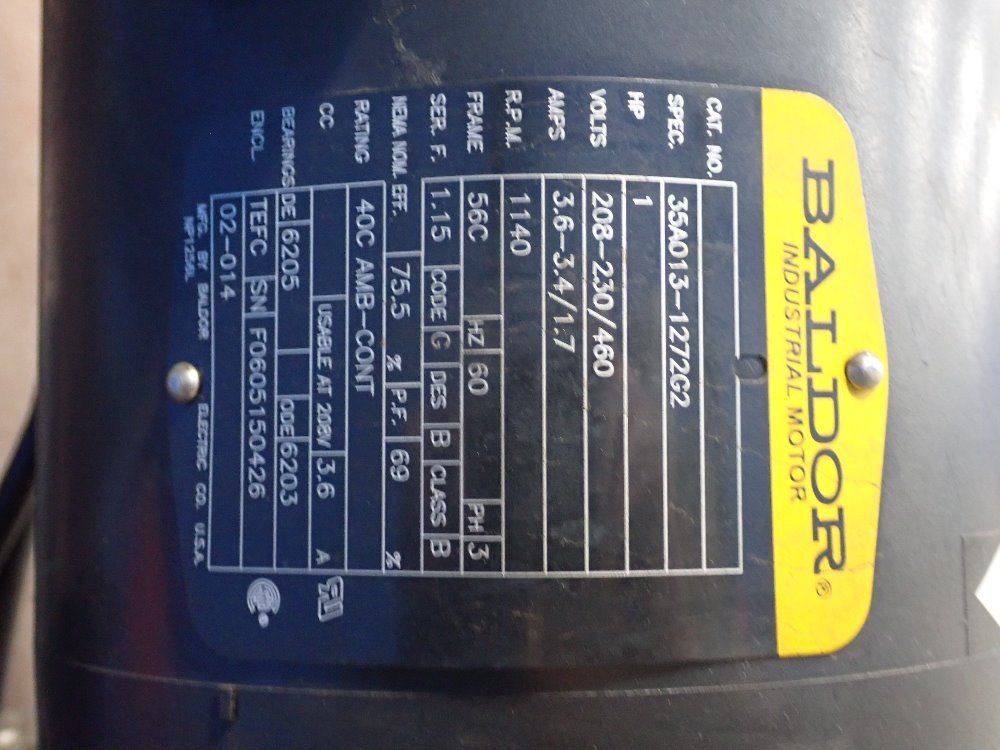 BALDOR®
INDUSTRIAL MOTOR
CAT. NO.
SPEC. 35A013-1272G2
HP 1
VOLTS 208-230/460
AMPS 3.6-3.4/1.7
R.P.M. 1140
FRAME 56C HZ 60 PH 3
SER. F. 1.15 CODE G DES B CLASS B
NEMA NOM. EFF. 75.5 % P.F. 69 %
RATING 40C AMB-CONT
CC USABLE AT 208V 3.6 A
BEARINGS DE 6205 ODE 6203
ENCL. TEFC SN F0605150426
02-014
MFG. BY BALDOR ELECTRIC CO. U.S.A.
NP1256L